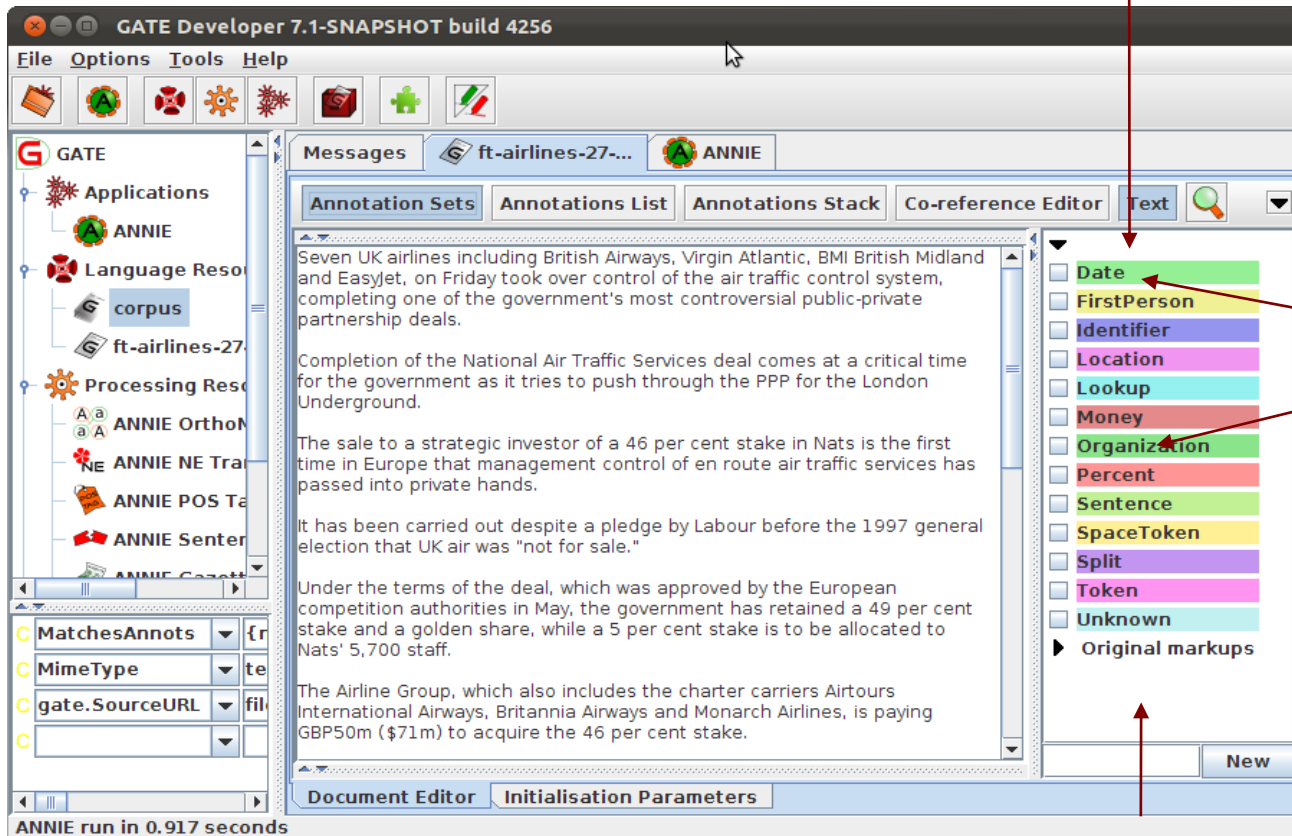 GATE Developer 7.1-SNAPSHOT build 4256
File Options Tools Help
GATE
Applications
ANNIE
Language Resou
corpus
ft-airlines-27-
Processing Reso
ANNIE OrthoM
ANNIE NE Tra
ANNIE POS Ta
ANNIE Senter
ANNIE Gazett
MatchesAnnots
MimeType te
gate.SourceURL file
Messages ft-airlines-27-... ANNIE
Annotation Sets Annotations List Annotations Stack Co-reference Editor Text
Seven UK airlines including British Airways, Virgin Atlantic, BMI British Midland
and EasyJet, on Friday took over control of the air traffic control system,
completing one of the government's most controversial public-private
partnership deals.
Completion of the National Air Traffic Services deal comes at a critical time
for the government as it tries to push through the PPP for the London
Underground.
The sale to a strategic investor of a 46 per cent stake in Nats is the first
time in Europe that management control of en route air traffic services has
passed into private hands.
It has been carried out despite a pledge by Labour before the 1997 general
election that UK air was "not for sale."
Under the terms of the deal, which was approved by the European
competition authorities in May, the government has retained a 49 per cent
stake and a golden share, while a 5 per cent stake is to be allocated to
Nats' 5,700 staff.
The Airline Group, which also includes the charter carriers Airtours
International Airways, Britannia Airways and Monarch Airlines, is paying
GBP50m ($71m) to acquire the 46 per cent stake.
Date
FirstPerson
Identifier
Location
Lookup
Money
Organization
Percent
Sentence
SpaceToken
Split
Token
Unknown
Original markups
New
Document Editor Initialisation Parameters
ANNIE run in 0.917 seconds